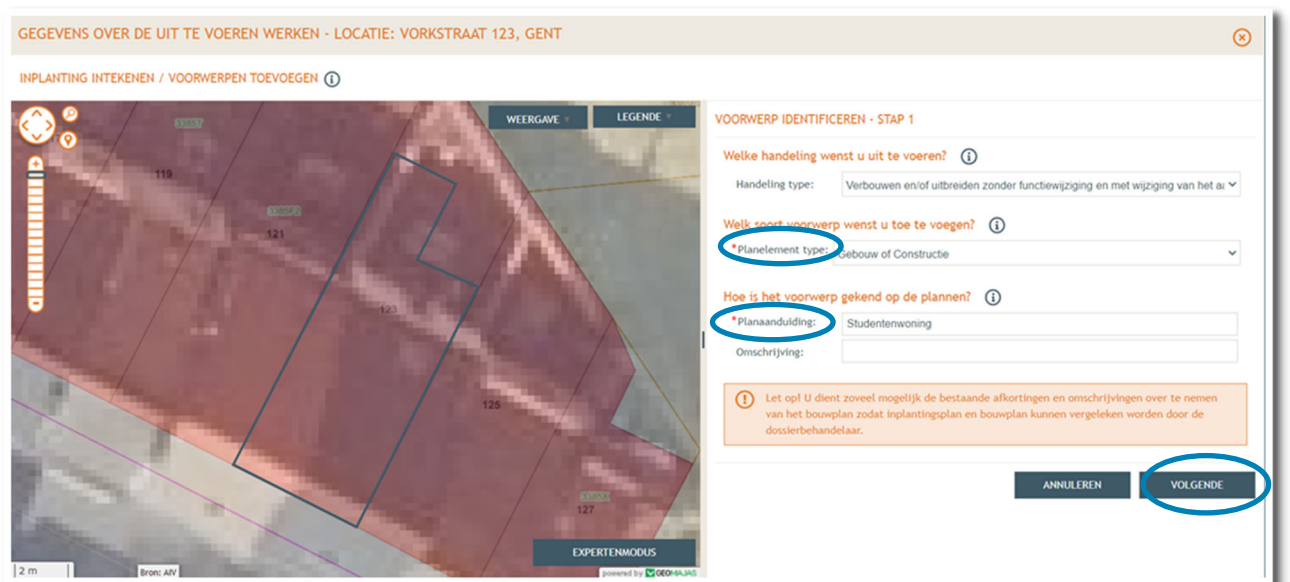 GEGEVENS OVER DE UIT TE VOEREN WERKEN - LOCATIE: VORKSTRAAT 123, GENT
INPLANTING INTEKENEN / VOORWERPEN TOEVOEGEN
WEERGAVE
LEGENDE
3385T
119
3385F2
121
123
125
3385X
127
EXPERTENMODUS
2 m
Bron: AIV
powered by GEOMAJAS
VOORWERP IDENTIFICEREN - STAP 1
Welke handeling wenst u uit te voeren?
Handeling type: Verbouwen en/of uitbreiden zonder functiewijziging en met wijziging van het aa
Welk soort voorwerp wenst u toe te voegen?
*Planelement type: Gebouw of Constructie
Hoe is het voorwerp gekend op de plannen?
*Planaanduiding: Studentenwoning
Omschrijving:
Let op! U dient zoveel mogelijk de bestaande afkortingen en omschrijvingen over te nemen
van het bouwplan zodat inplantingsplan en bouwplan kunnen vergeleken worden door de
dossierbehandelaar.
ANNULEREN
VOLGENDE